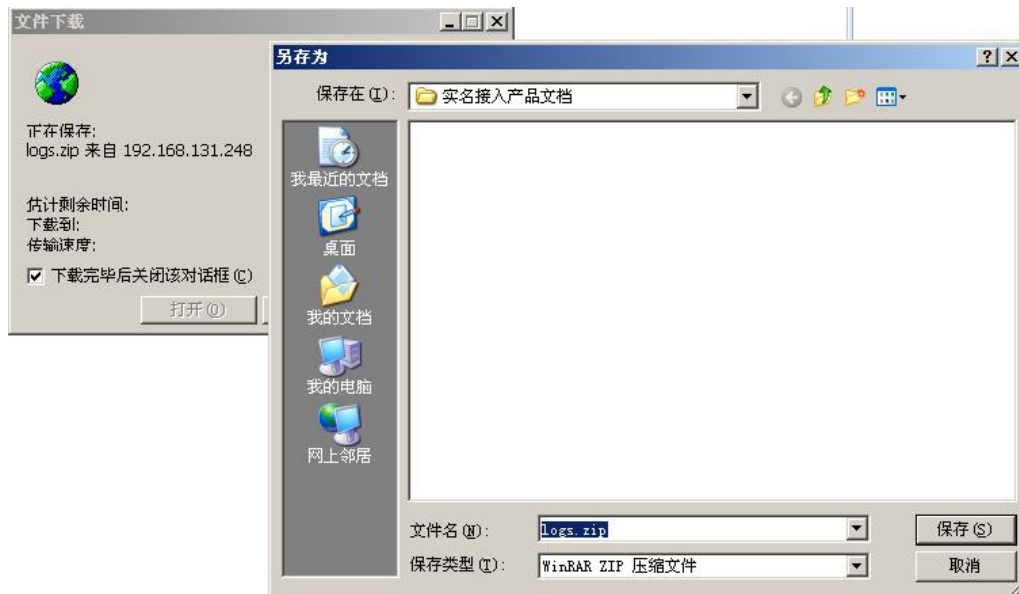 文件下载
正在保存:
logs.zip 来自 192.168.131.248
估计剩余时间:
下载到:
传输速度:
下载完毕后关闭该对话框(C)
打开(O)
另存为
保存在(I):
实名接入产品文档
我最近的文档
桌面
我的文档
我的电脑
网上邻居
文件名(N):
logs.zip
保存(S)
保存类型(T):
WinRAR ZIP 压缩文件
取消